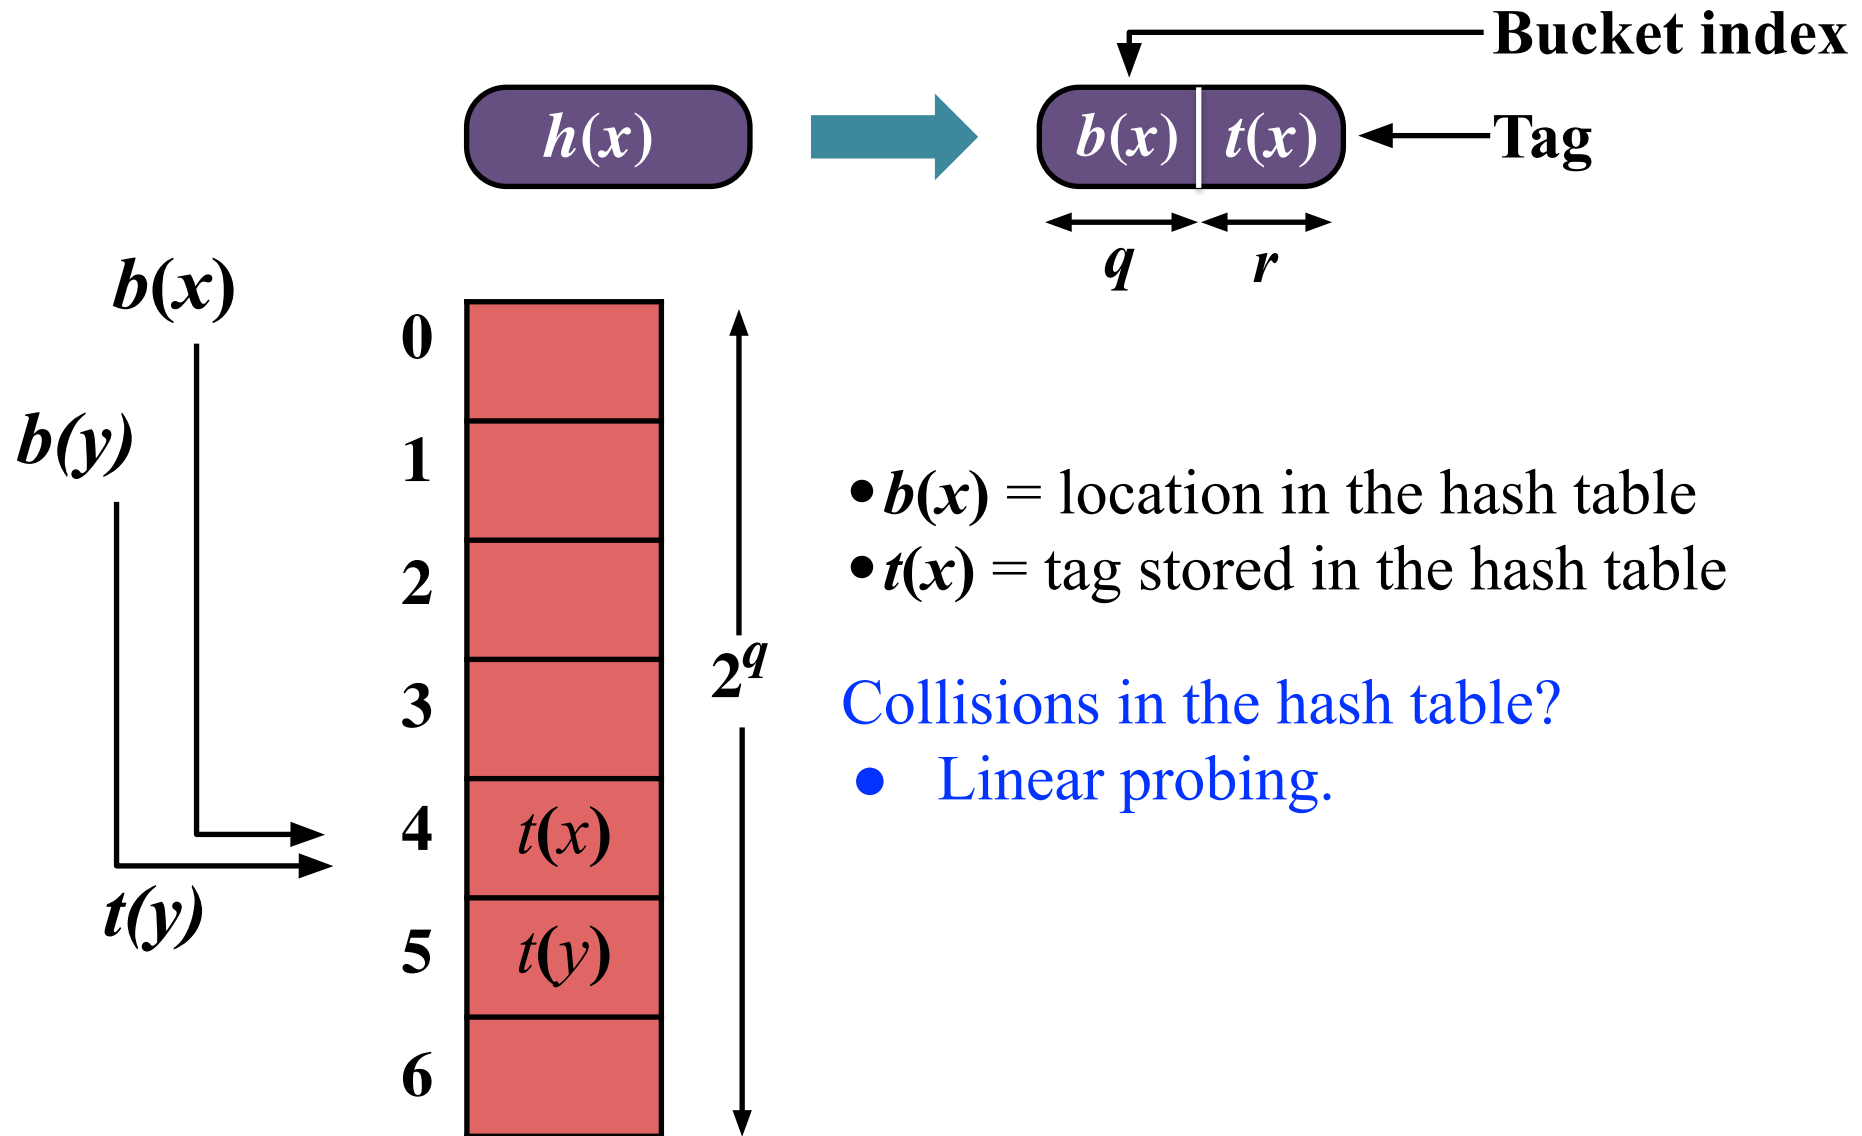 Bucket index
h(x)
b(x) t(x)
Tag
q r
b(x)
b(y)
0
1
2
3
2^q
4 t(x)
t(y)
5 t(y)
6
• b(x) = location in the hash table
• t(x) = tag stored in the hash table
Collisions in the hash table?
• Linear probing.